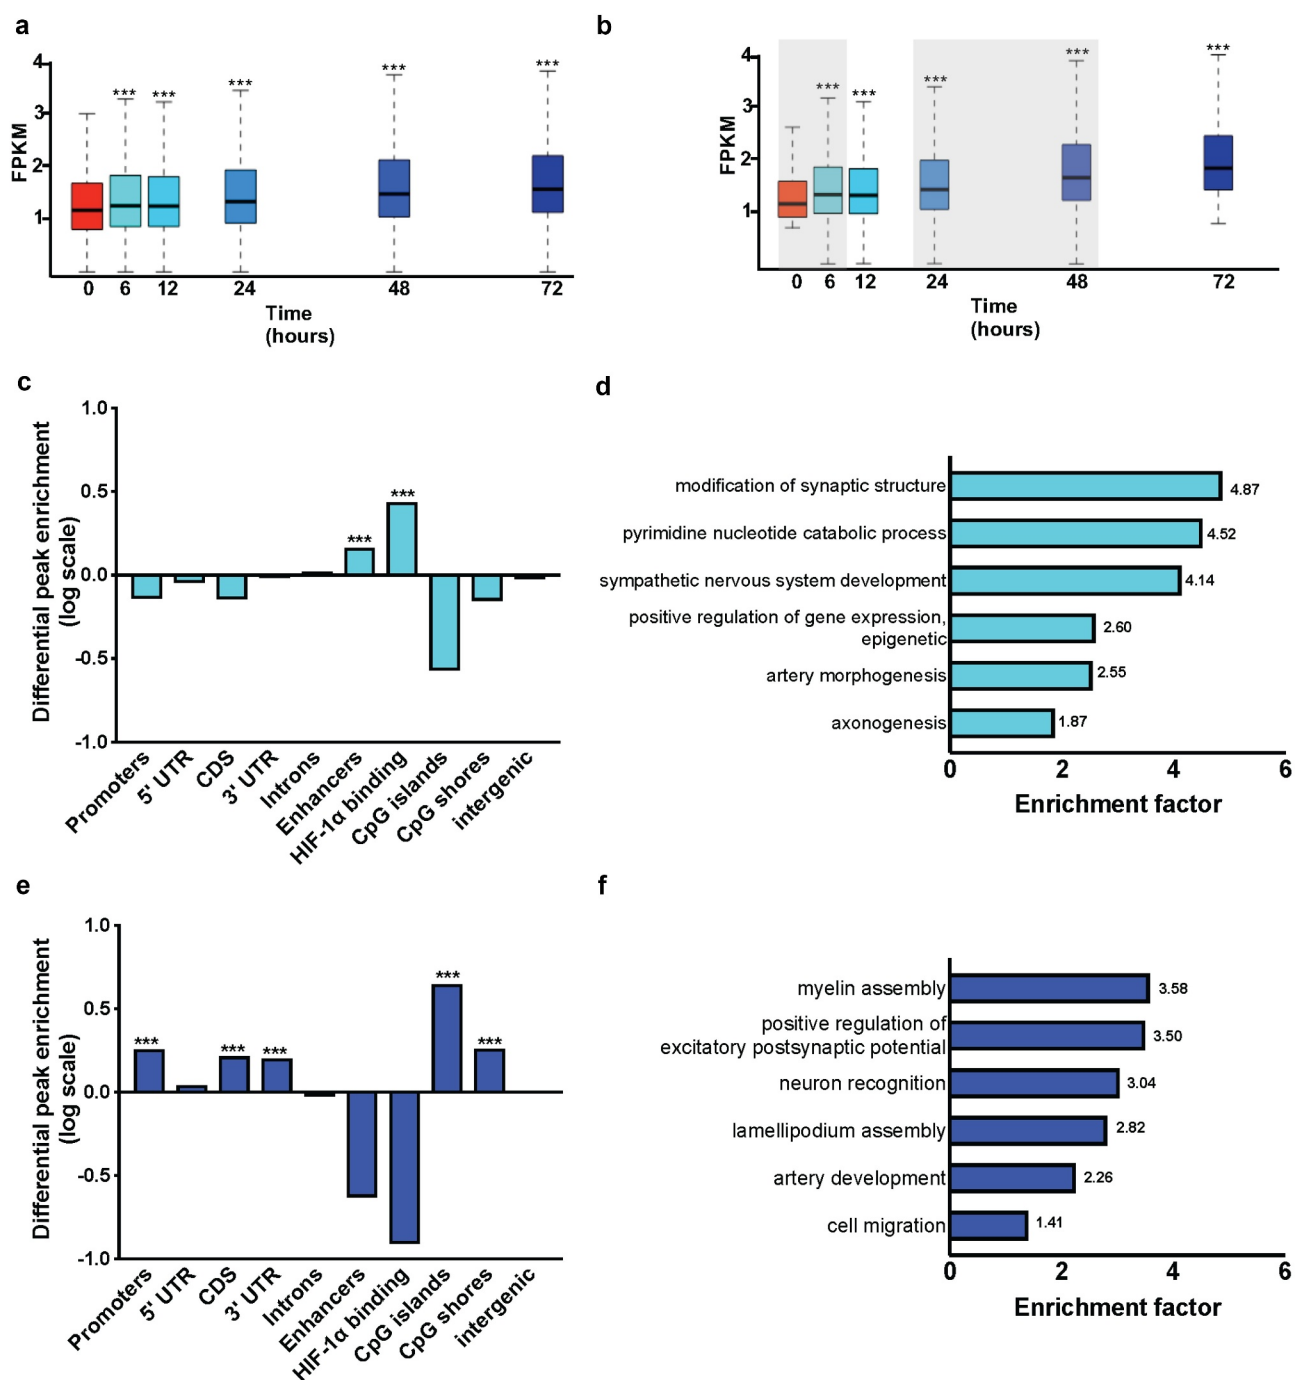 a
FPKM
4
3
2
1
***
***
***
***
***
0
6
12
24
48
72
Time
(hours)
b
FPKM
4
3
2
1
***
***
***
***
***
0
6
12
24
48
72
Time
(hours)
c
Differential peak enrichment
(log scale)
1.0
0.5
0.0
-0.5
-1.0
***
***
Promoters
5' UTR
CDS
3' UTR
Introns
Enhancers
HIF-1α binding
CpG islands
CpG shores
intergenic
d
modification of synaptic structure
4.87
pyrimidine nucleotide catabolic process
4.52
sympathetic nervous system development
4.14
positive regulation of gene expression,
epigenetic
2.60
artery morphogenesis
2.55
axonogenesis
1.87
0
2
4
6
Enrichment factor
e
Differential peak enrichment
(log scale)
1.0
0.5
0.0
-0.5
-1.0
***
***
***
***
***
Promoters
5' UTR
CDS
3' UTR
Introns
Enhancers
HIF-1α binding
CpG islands
CpG shores
intergenic
f
myelin assembly
3.58
positive regulation of
excitatory postsynaptic potential
3.50
neuron recognition
3.04
lamellipodium assembly
2.82
artery development
2.26
cell migration
1.41
0
2
4
6
Enrichment factor